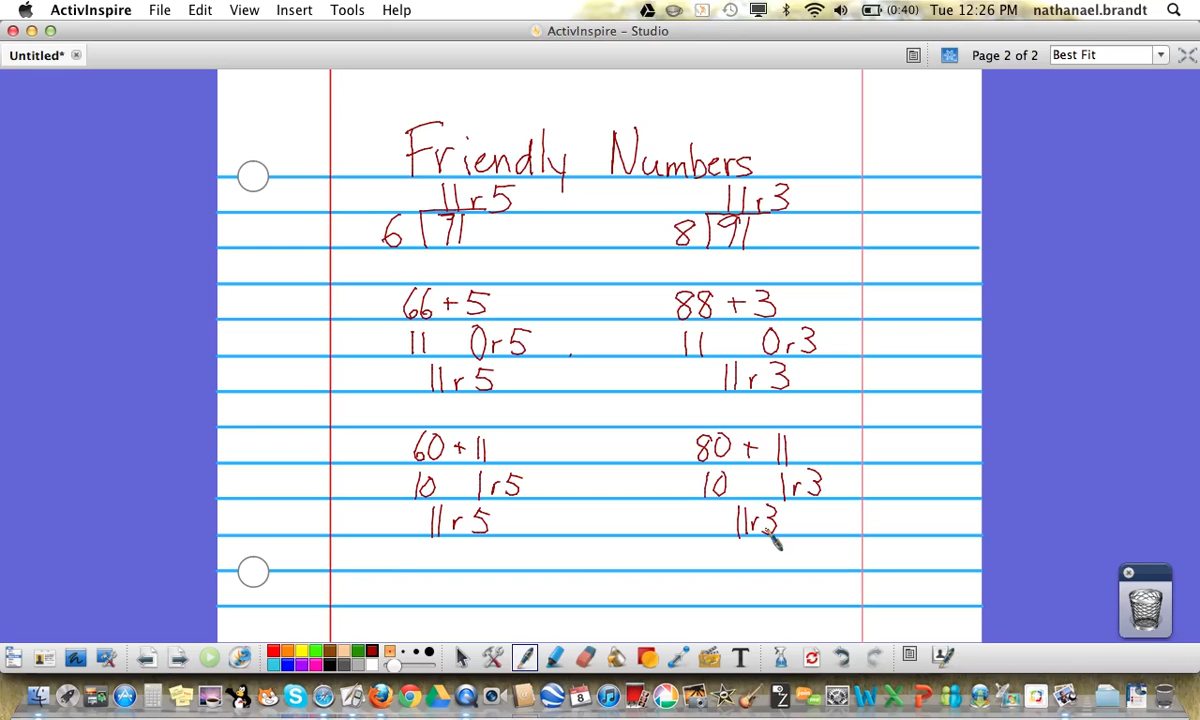 ActivInspire File Edit View Insert Tools Help (0:40) Tue 12:26 PM nathanael.brandt
ActivInspire – Studio
Untitled* Page 2 of 2 Best Fit
Friendly Numbers
11 r 5 11 r 3
6 71 8 91
66 + 5 88 + 3
11 0 r 5 11 0 r 3
11 r 5 11 r 3
60 + 11 80 + 11
10 1 r 5 10 1 r 3
11 r 5 11 r 3